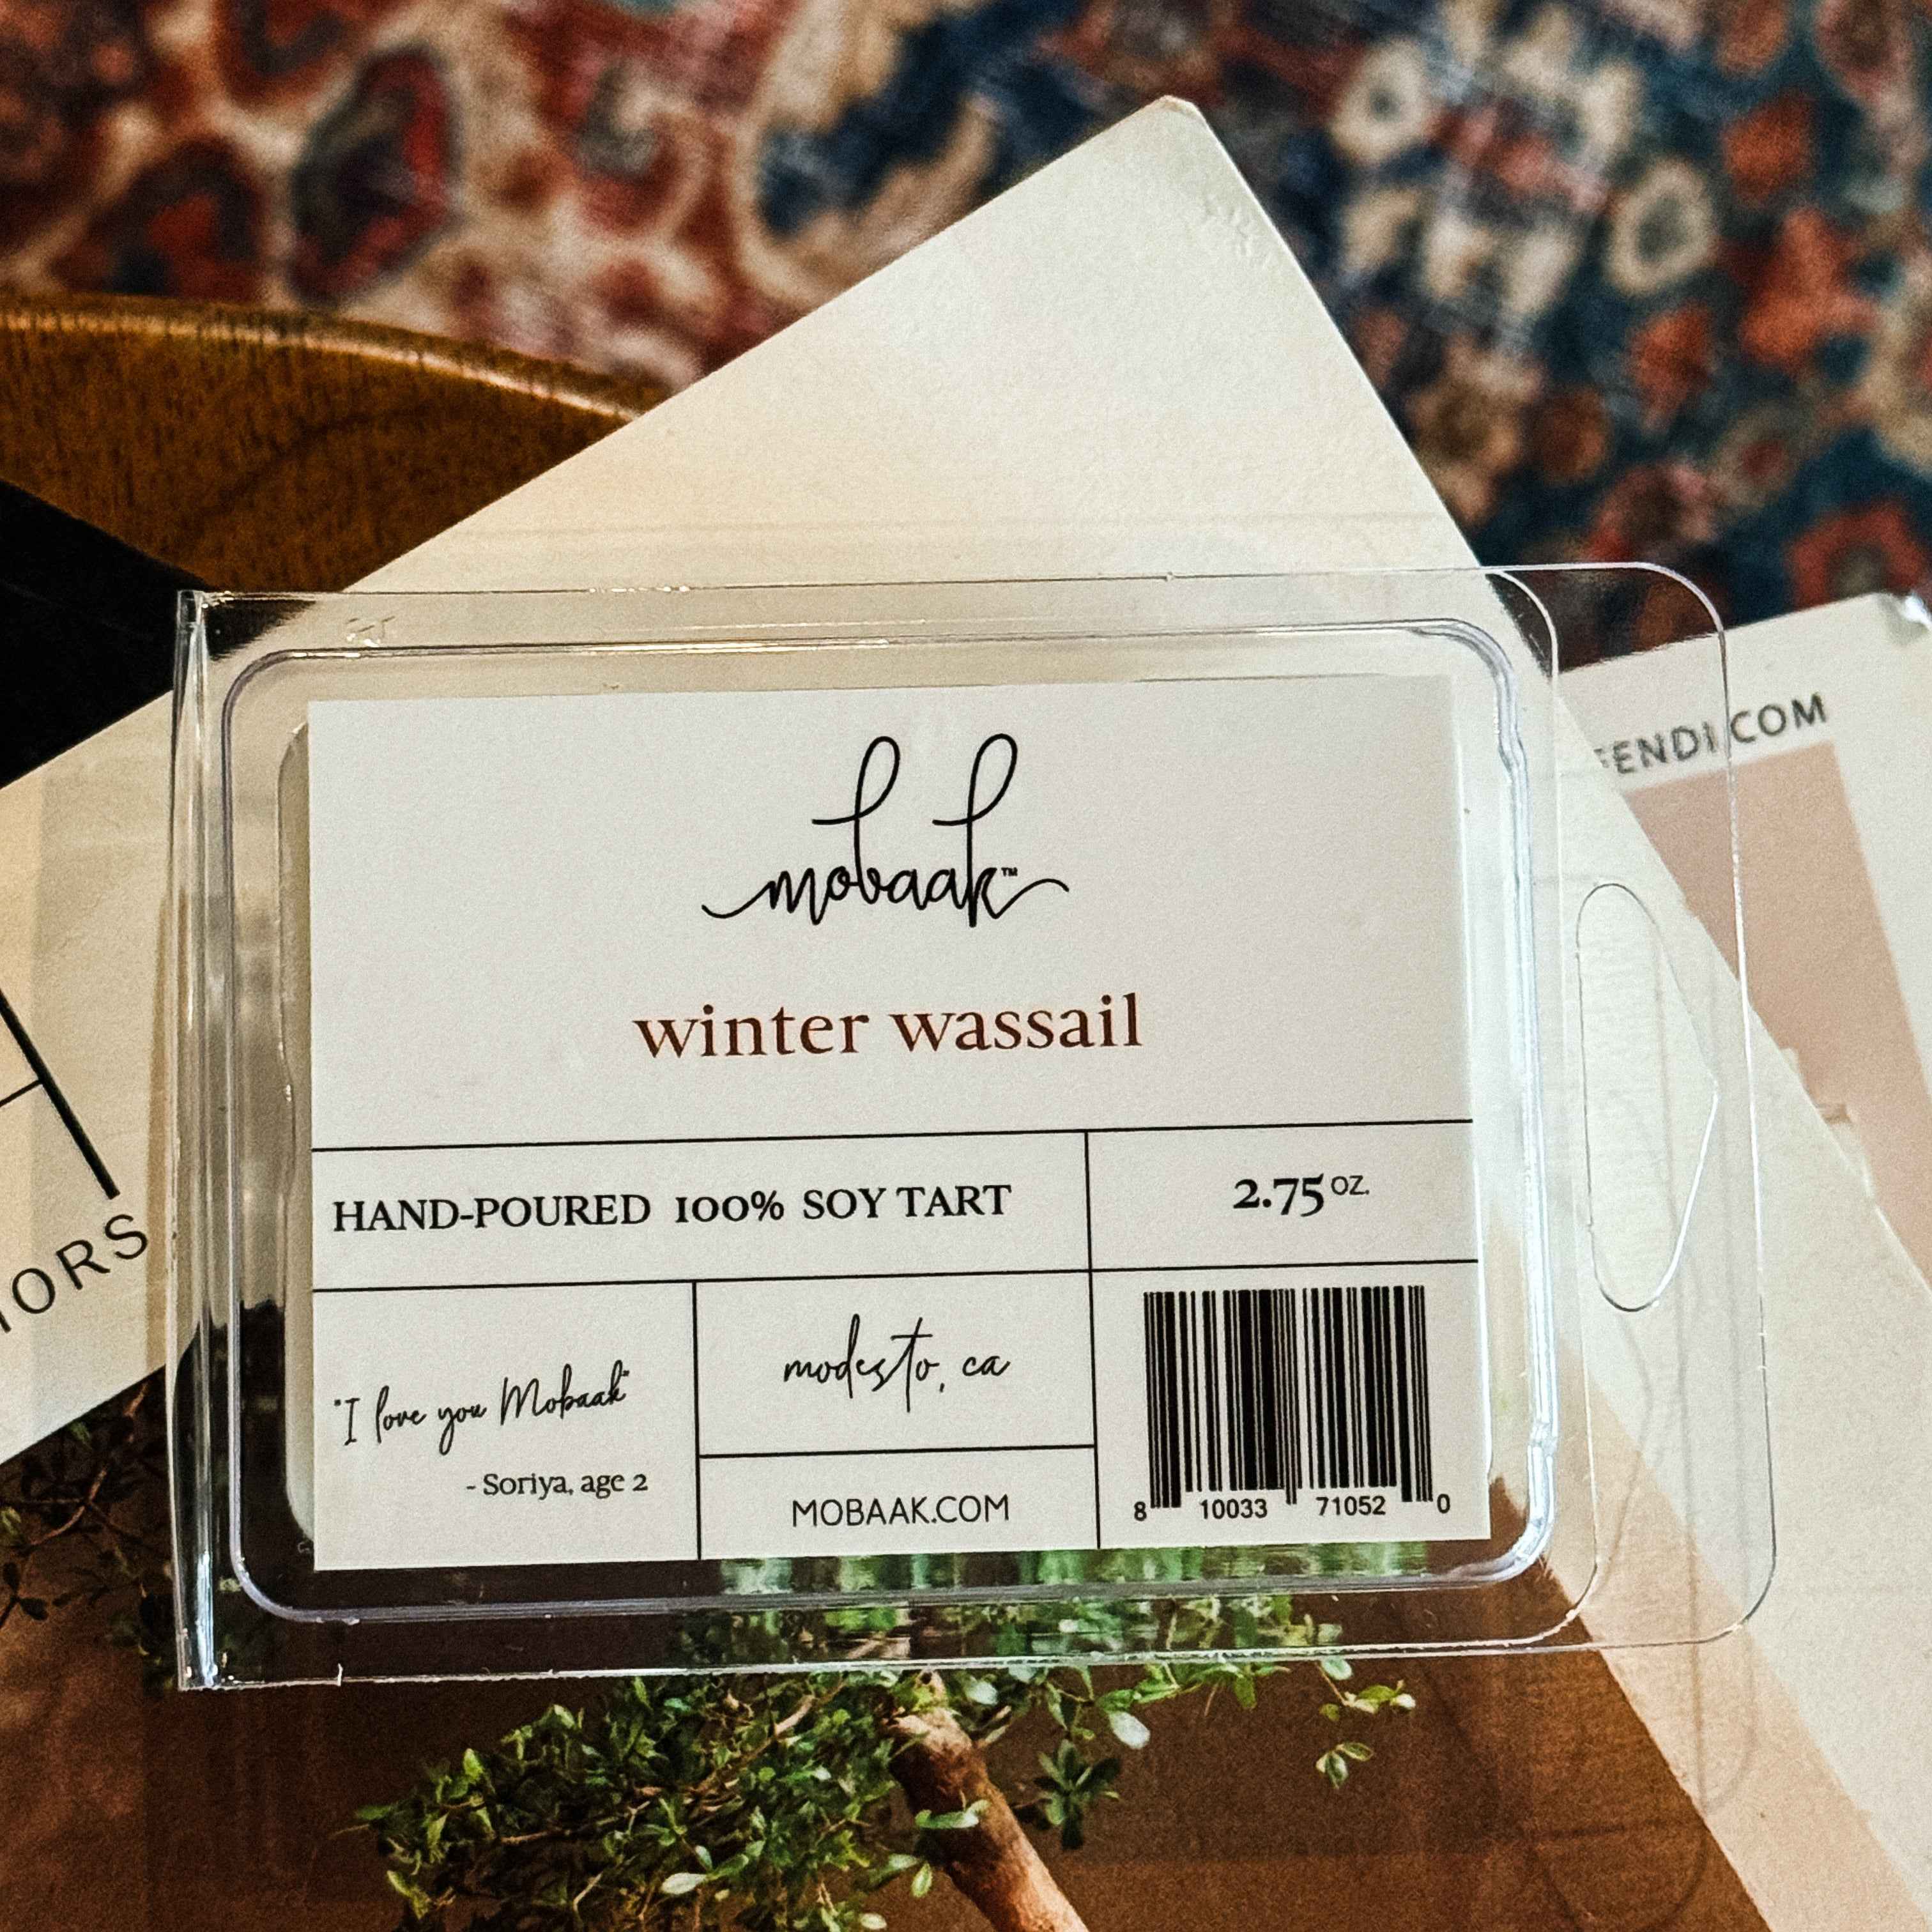 FENDI.COM
mobaak™
winter wassail
HAND-POURED 100% SOY TART
2.75 OZ.
"I love you Mobaak"
- Soriya, age 2
modesto, ca
MOBAAK.COM
8 10033 71052 0
IORS